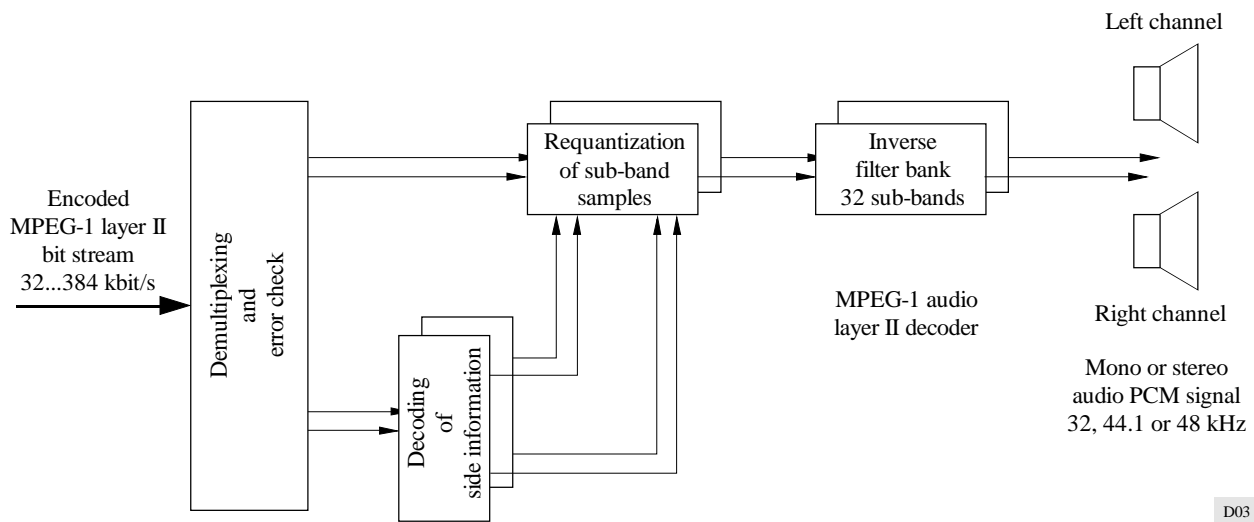 Left channel
Encoded
MPEG-1 layer II
bit stream
32...384 kbit/s
Demultiplexing
and
error check
Requantization
of sub-band
samples
Inverse
filter bank
32 sub-bands
Decoding
of
side information
MPEG-1 audio
layer II decoder
Right channel
Mono or stereo
audio PCM signal
32, 44.1 or 48 kHz
D03